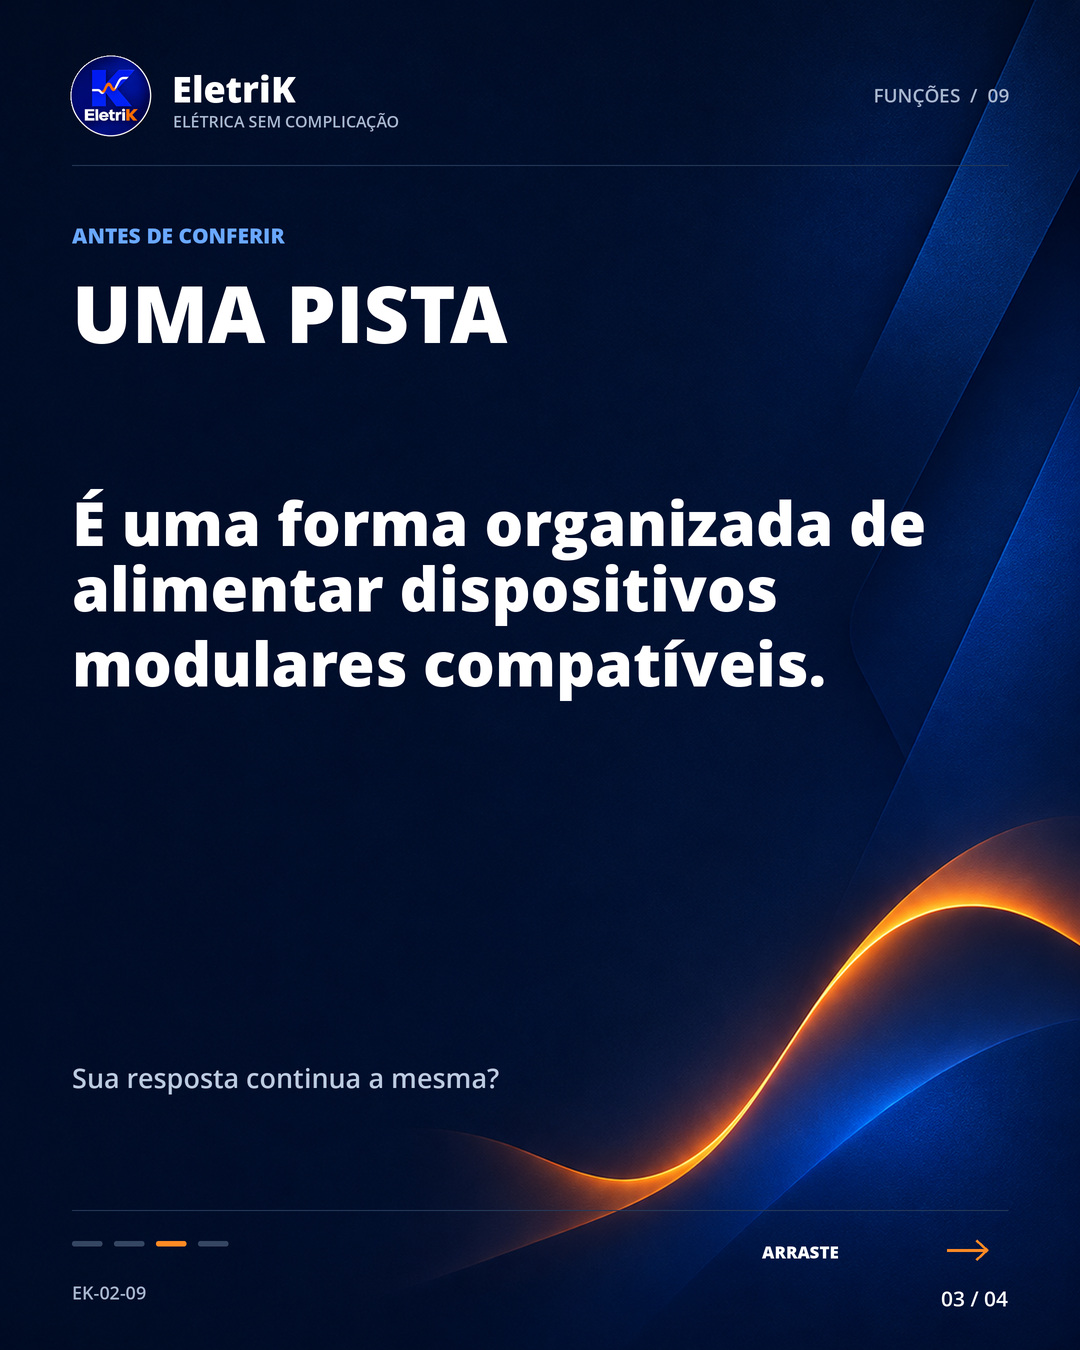 EletriK
EletriK
ELÉTRICA SEM COMPLICAÇÃO
FUNÇÕES / 09
ANTES DE CONFERIR
UMA PISTA
É uma forma organizada de
alimentar dispositivos
modulares compatíveis.
Sua resposta continua a mesma?
ARRASTE
EK-02-09
03 / 04